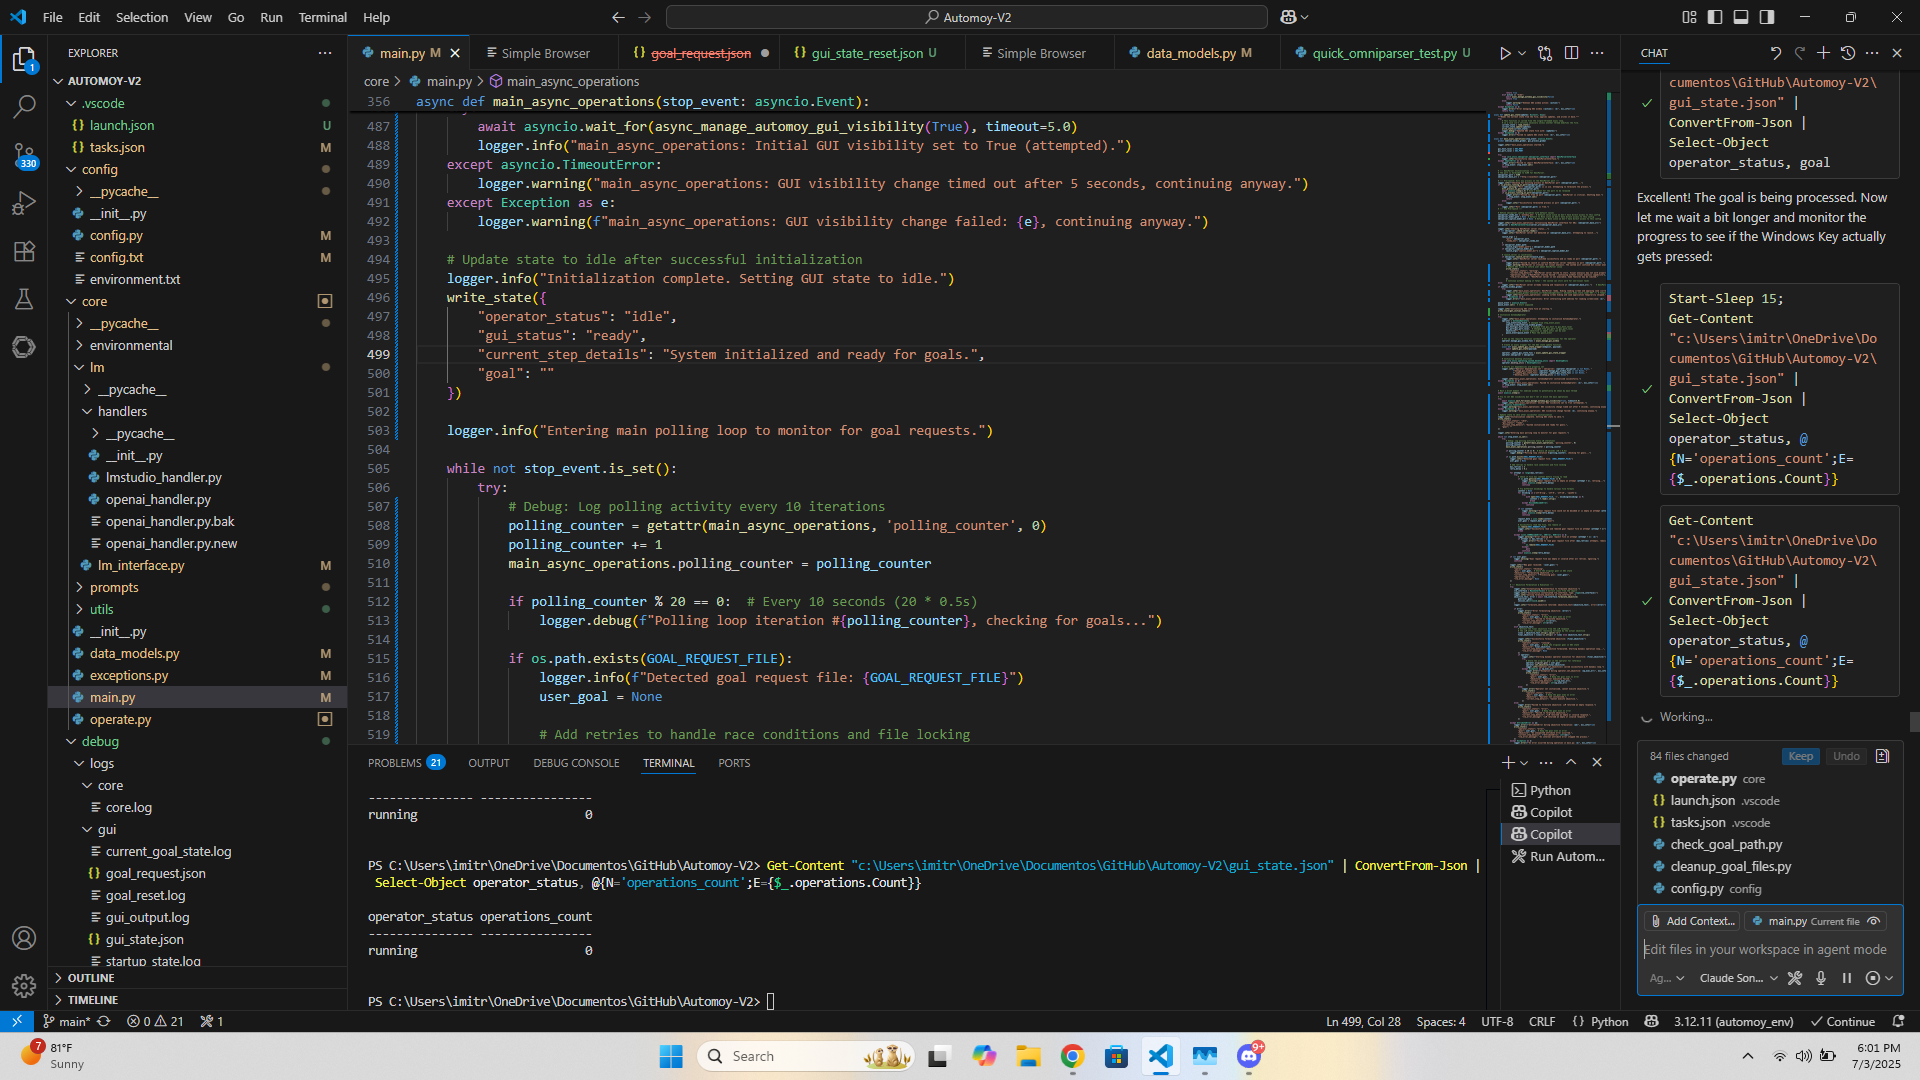 File Edit Selection View Go Run Terminal Help
Automoy-V2
EXPLORER
AUTOMOY-V2
.vscode
launch.json U
tasks.json M
config
__pycache__
__init__.py
config.py M
config.txt M
environment.txt
core
__pycache__
environmental
lm
__pycache__
handlers
__pycache__
__init__.py
lmstudio_handler.py
openai_handler.py
openai_handler.py.bak
openai_handler.py.new
lm_interface.py M
prompts
utils
__init__.py
data_models.py M
exceptions.py M
main.py M
operate.py
debug
logs
core
core.log
gui
current_goal_state.log
goal_request.json
goal_reset.log
gui_output.log
gui_state.json
startup_state.log
OUTLINE
TIMELINE
1
330
main.py M
Simple Browser
goal_request.json
gui_state_reset.json U
Simple Browser
data_models.py M
quick_omniparser_test.py U
core > main.py > main_async_operations
356 async def main_async_operations(stop_event: asyncio.Event):
487 await asyncio.wait_for(async_manage_automoy_gui_visibility(True), timeout=5.0)
488 logger.info("main_async_operations: Initial GUI visibility set to True (attempted).")
489 except asyncio.TimeoutError:
490 logger.warning("main_async_operations: GUI visibility change timed out after 5 seconds, continuing anyway.")
491 except Exception as e:
492 logger.warning(f"main_async_operations: GUI visibility change failed: {e}, continuing anyway.")
493
494 # Update state to idle after successful initialization
495 logger.info("Initialization complete. Setting GUI state to idle.")
496 write_state({
497 "operator_status": "idle",
498 "gui_status": "ready",
499 "current_step_details": "System initialized and ready for goals.",
500 "goal": ""
501 })
502
503 logger.info("Entering main polling loop to monitor for goal requests.")
504
505 while not stop_event.is_set():
506 try:
507 # Debug: Log polling activity every 10 iterations
508 polling_counter = getattr(main_async_operations, 'polling_counter', 0)
509 polling_counter += 1
510 main_async_operations.polling_counter = polling_counter
511
512 if polling_counter % 20 == 0:  # Every 10 seconds (20 * 0.5s)
513 logger.debug(f"Polling loop iteration #{polling_counter}, checking for goals...")
514
515 if os.path.exists(GOAL_REQUEST_FILE):
516 logger.info(f"Detected goal request file: {GOAL_REQUEST_FILE}")
517 user_goal = None
518
519 # Add retries to handle race conditions and file locking
PROBLEMS 21 OUTPUT DEBUG CONSOLE TERMINAL PORTS
--------------- ----------------
running 0
PS C:\Users\imitr\OneDrive\Documentos\GitHub\Automoy-V2> Get-Content "c:\Users\imitr\OneDrive\Documentos\GitHub\Automoy-V2\gui_state.json" | ConvertFrom-Json |
Select-Object operator_status, @{N='operations_count';E={$_.operations.Count}}
operator_status operations_count
--------------- ----------------
running 0
PS C:\Users\imitr\OneDrive\Documentos\GitHub\Automoy-V2>
Python
Copilot
Copilot
Run Autom...
CHAT
cumentos\GitHub\Automoy-V2\
gui_state.json" |
ConvertFrom-Json |
Select-Object
operator_status, goal
Excellent! The goal is being processed. Now
let me wait a bit longer and monitor the
progress to see if the Windows Key actually
gets pressed:
Start-Sleep 15;
Get-Content
"c:\Users\imitr\OneDrive\Do
cumentos\GitHub\Automoy-V2\
gui_state.json" |
ConvertFrom-Json |
Select-Object
operator_status, @
{N='operations_count';E=
{$_.operations.Count}}
Get-Content
"c:\Users\imitr\OneDrive\Do
cumentos\GitHub\Automoy-V2\
gui_state.json" |
ConvertFrom-Json |
Select-Object
operator_status, @
{N='operations_count';E=
{$_.operations.Count}}
Working...
84 files changed Keep Undo
operate.py core
launch.json .vscode
tasks.json .vscode
check_goal_path.py
cleanup_goal_files.py
config.py config
Add Context... main.py Current file
Edit files in your workspace in agent mode
Ag... Claude Son...
main* 0 21 1
Ln 499, Col 28 Spaces: 4 UTF-8 CRLF {} Python 3.12.11 (automoy_env) Continue
7
81°F
Sunny
Search
9+
6:01 PM
7/3/2025